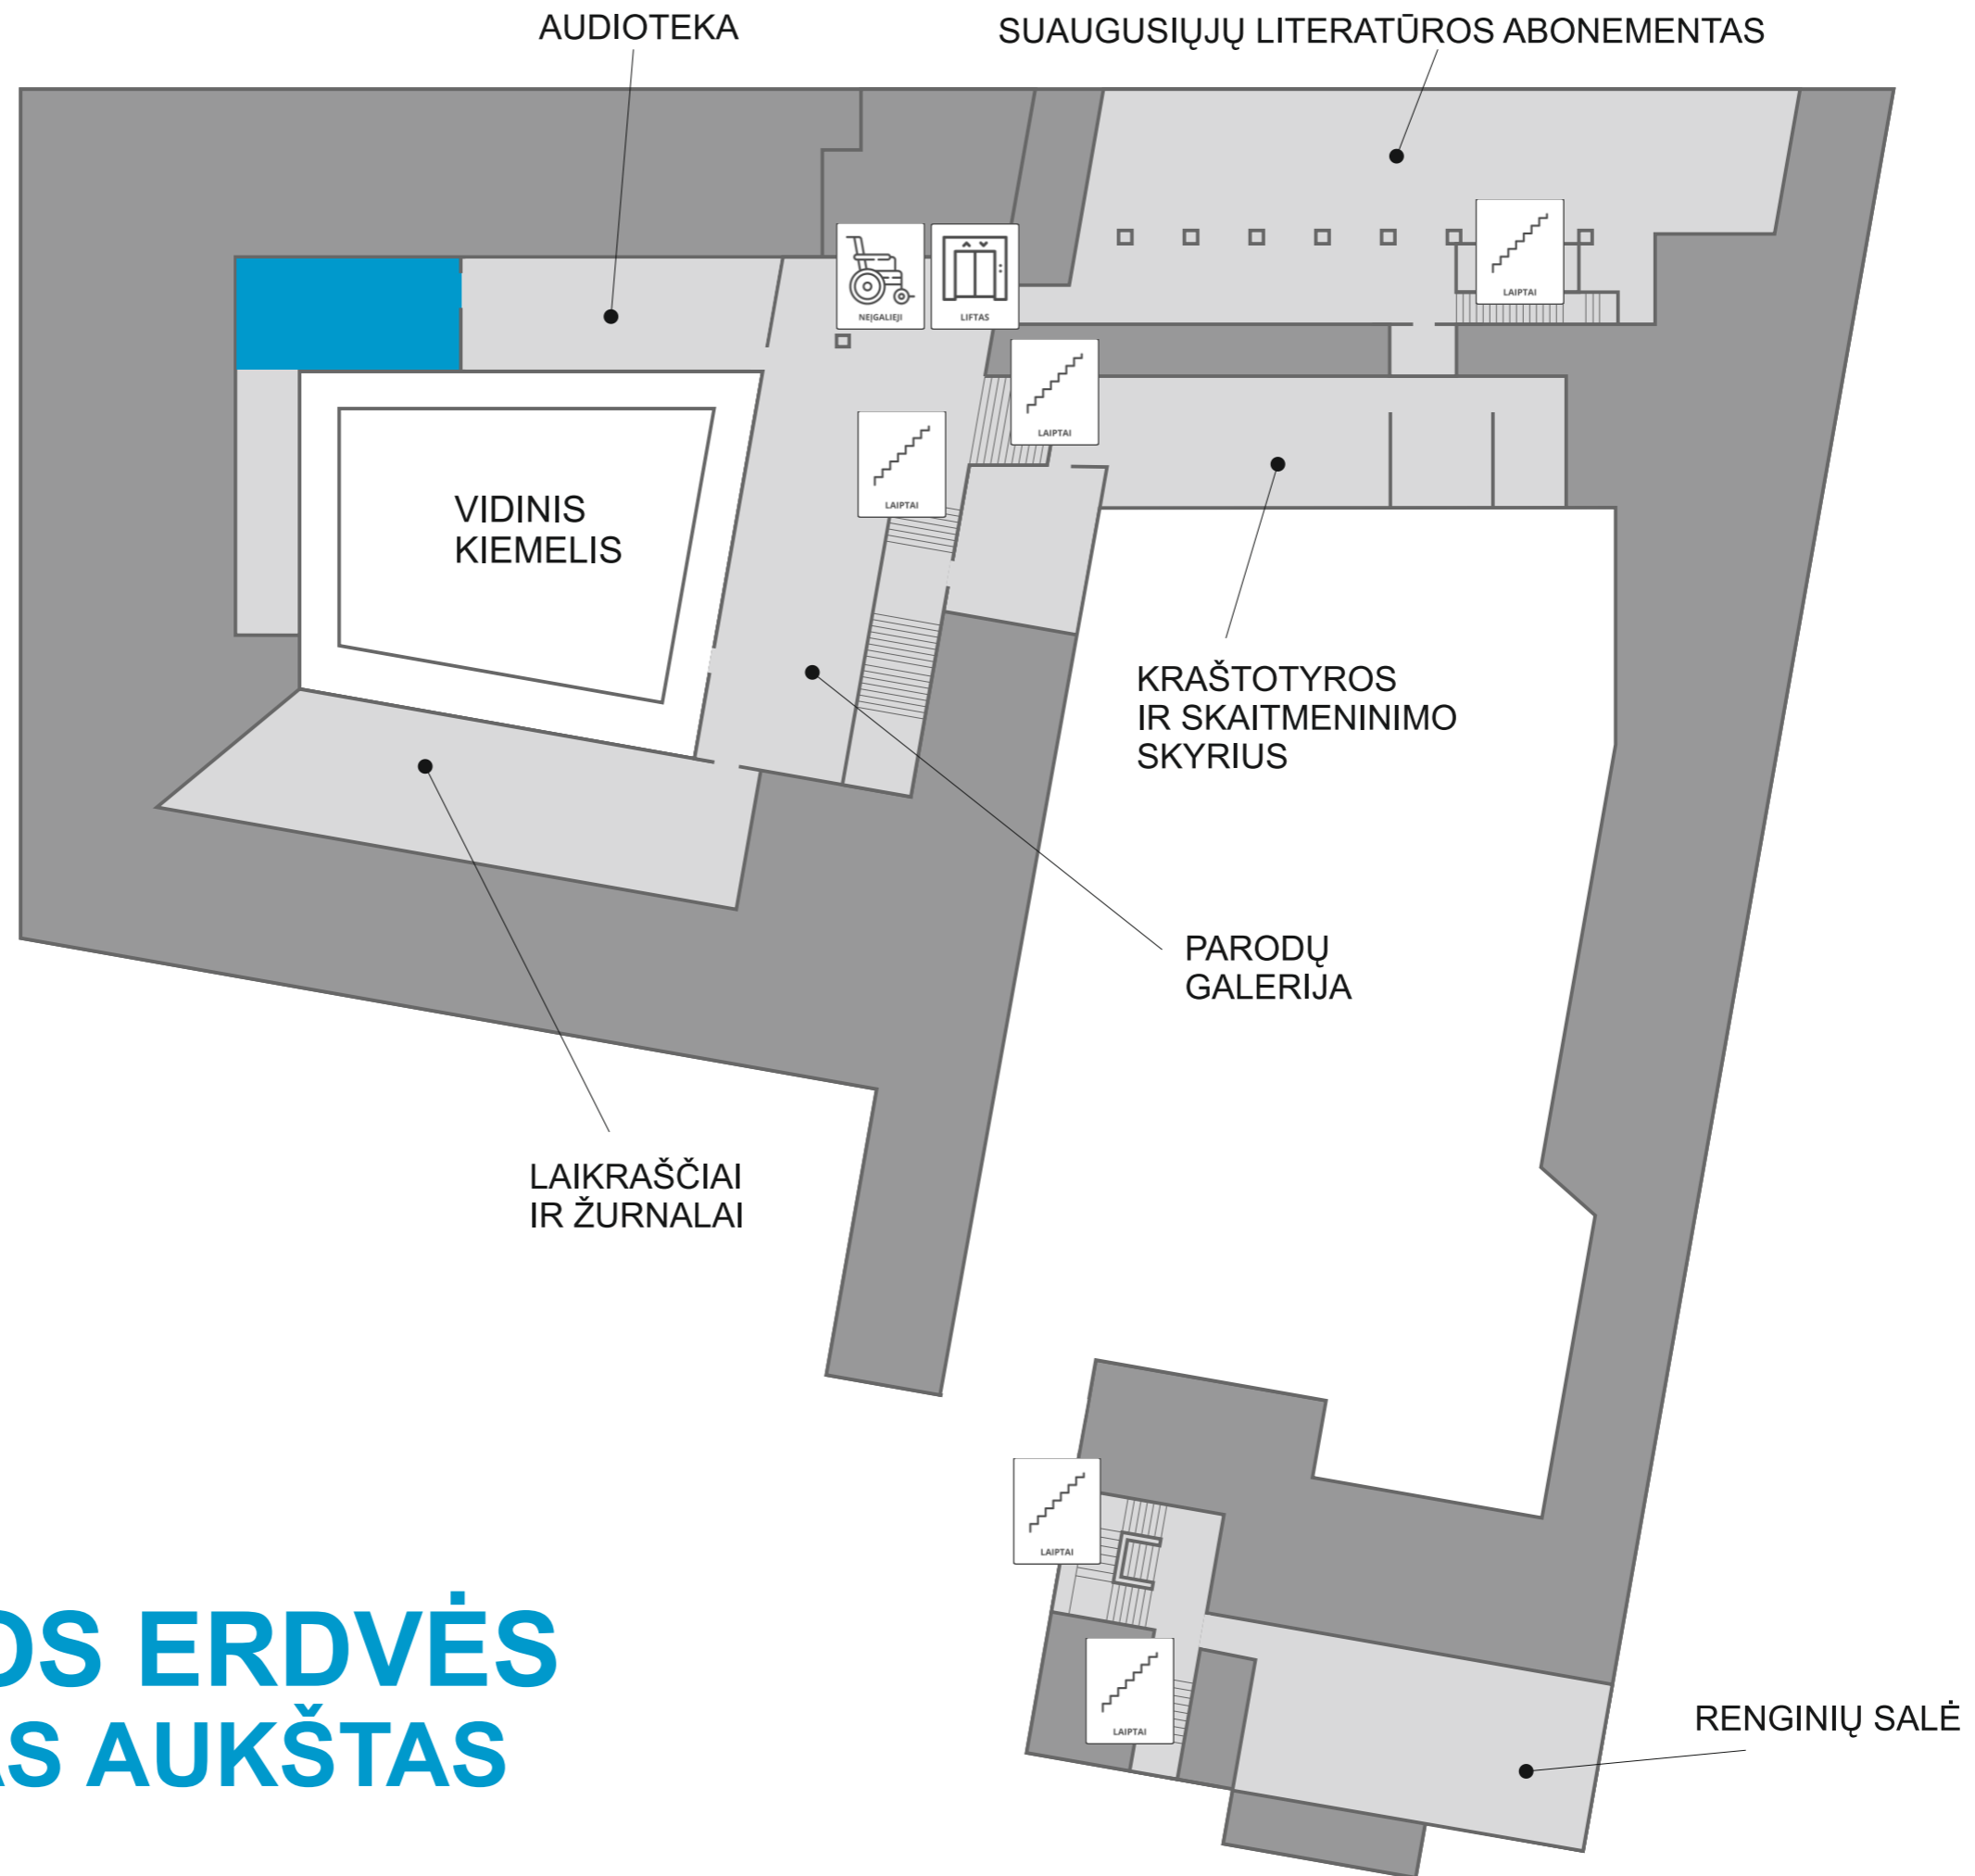 AUDIOTEKA
SUAUGUSIŲJŲ LITERATŪROS ABONEMENTAS
NEĮGALIEJI
LIFTAS
LAIPTAI
LAIPTAI
LAIPTAI
VIDINIS
KIEMELIS
KRAŠTOTYROS
IR SKAITMENINIMO
SKYRIUS
PARODŲ
GALERIJA
LAIKRAŠČIAI
IR ŽURNALAI
LAIPTAI
LAIPTAI
OS ERDVĖS
AS AUKŠTAS
RENGINIŲ SALĖ